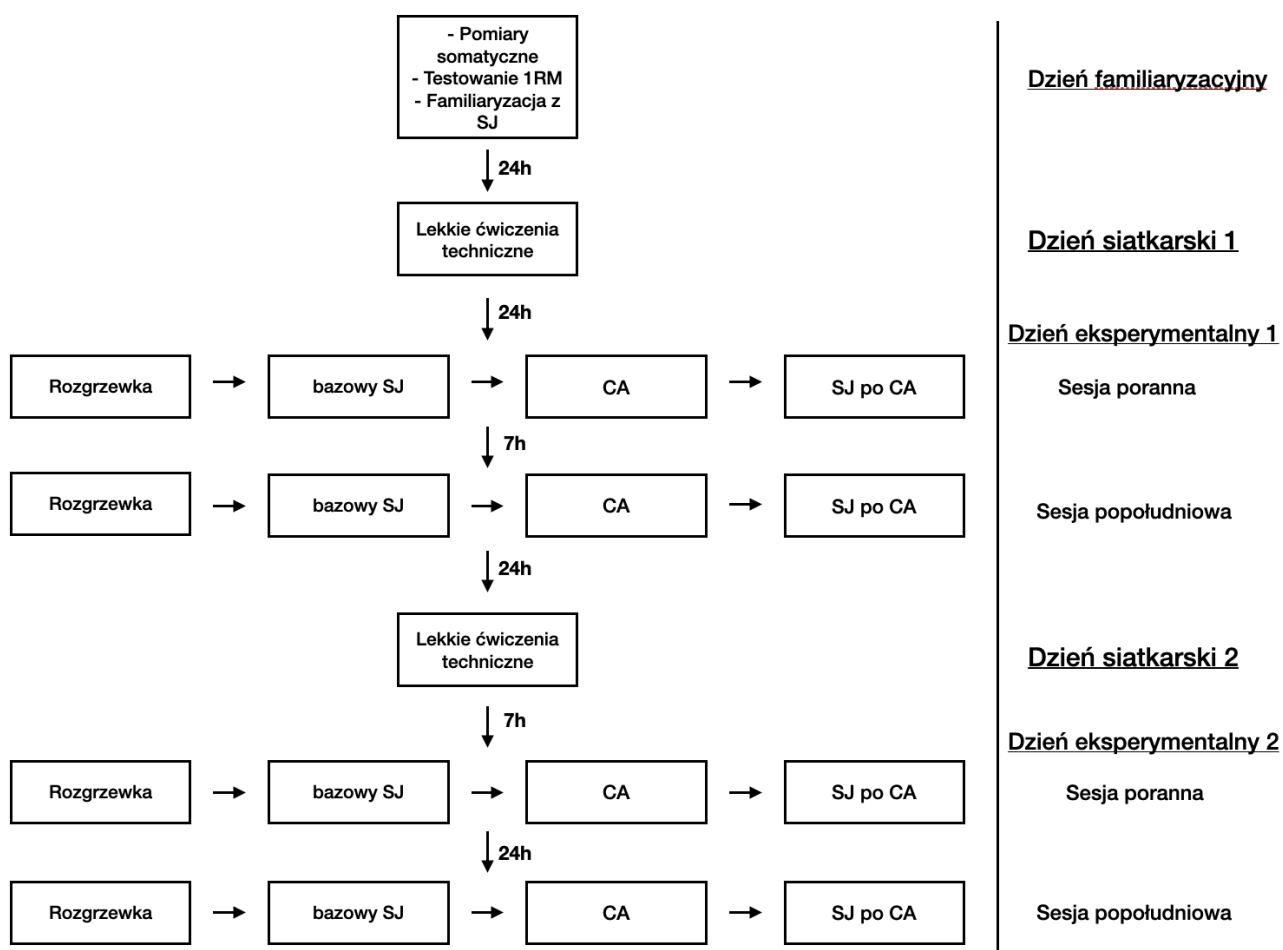 - Pomiary
somatyczne
- Testowanie 1RM
- Familiaryzacja z
SJ
Dzień familiaryzacyjny
24h
Lekkie ćwiczenia
techniczne
Dzień siatkarski 1
24h
Dzień eksperymentalny 1
Rozgrzewka
bazowy SJ
CA
SJ po CA
Sesja poranna
7h
Rozgrzewka
bazowy SJ
CA
SJ po CA
Sesja popołudniowa
24h
Lekkie ćwiczenia
techniczne
Dzień siatkarski 2
7h
Dzień eksperymentalny 2
Rozgrzewka
bazowy SJ
CA
SJ po CA
Sesja poranna
24h
Rozgrzewka
bazowy SJ
CA
SJ po CA
Sesja popołudniowa